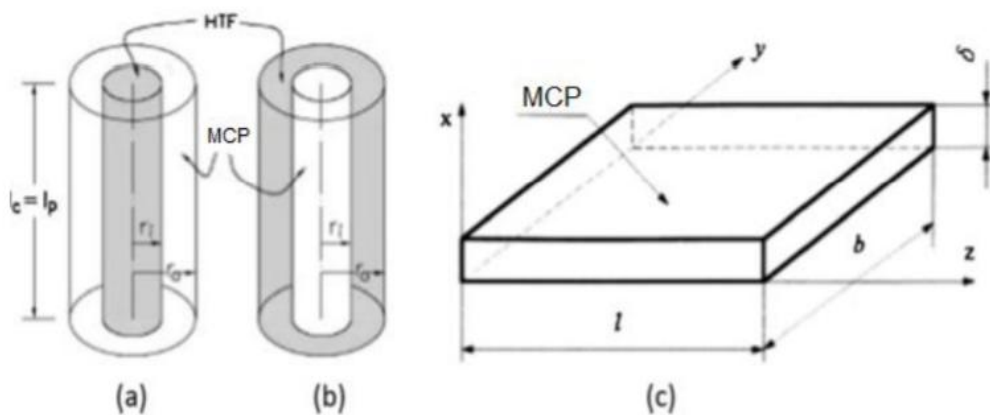 HTF
MCP
l_c = l_p
r_i
r_o
r_i
r_o
(a)
(b)
x
y
z
MCP
δ
b
l
(c)